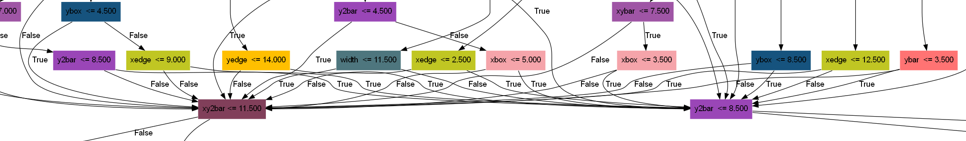 7.000
ybox <= 4.500
y2bar <= 4.500
xybar <= 7.500
True
False
False
True
False
True
True
True
True
False
y2bar <= 8.500
xedge <= 9.000
yedge <= 14.000
width <= 11.500
xedge <= 2.500
xbox <= 5.000
xbox <= 3.500
ybox <= 8.500
xedge <= 12.500
ybar <= 3.500
False
False
False
True
False
True
False
True
True
False
True
False
True
False
True
xy2bar <= 11.500
y2bar <= 8.500
False